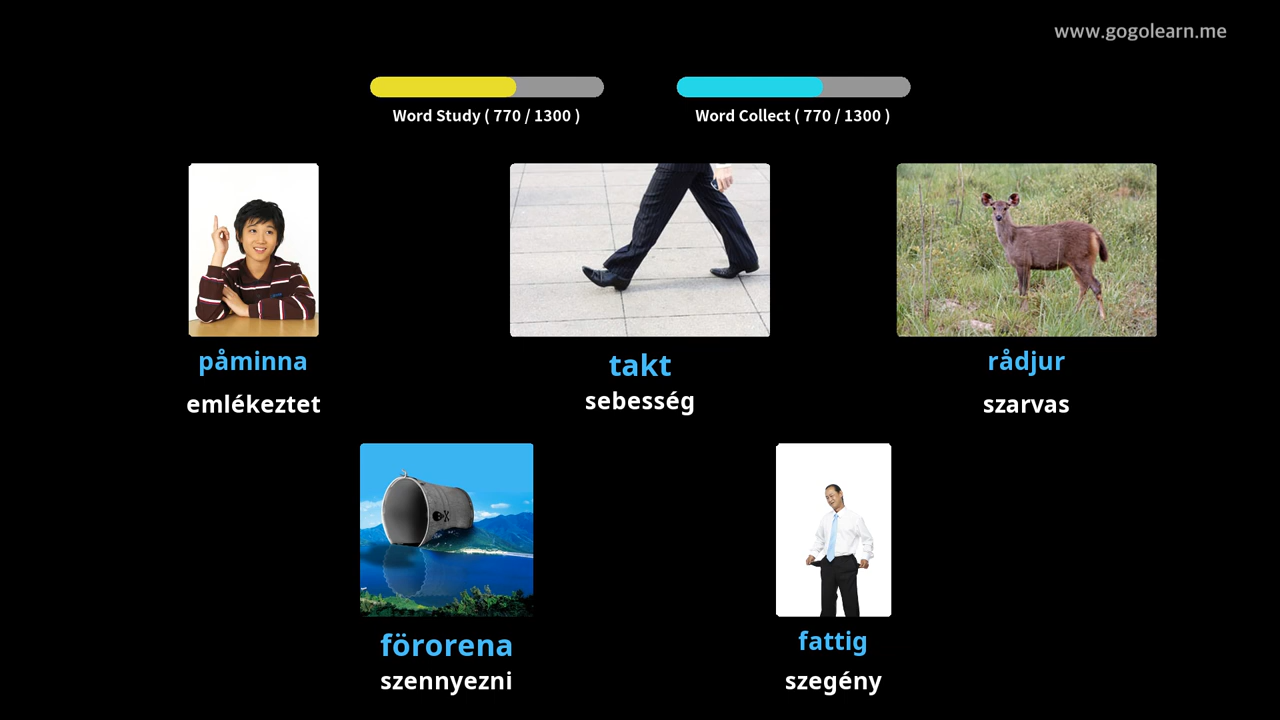 www.gogolearn.me
Word Study ( 770 / 1300 )
Word Collect ( 770 / 1300 )
påminna
takt
rådjur
emlékeztet
sebesség
szarvas
förorena
fattig
szennyezni
szegény